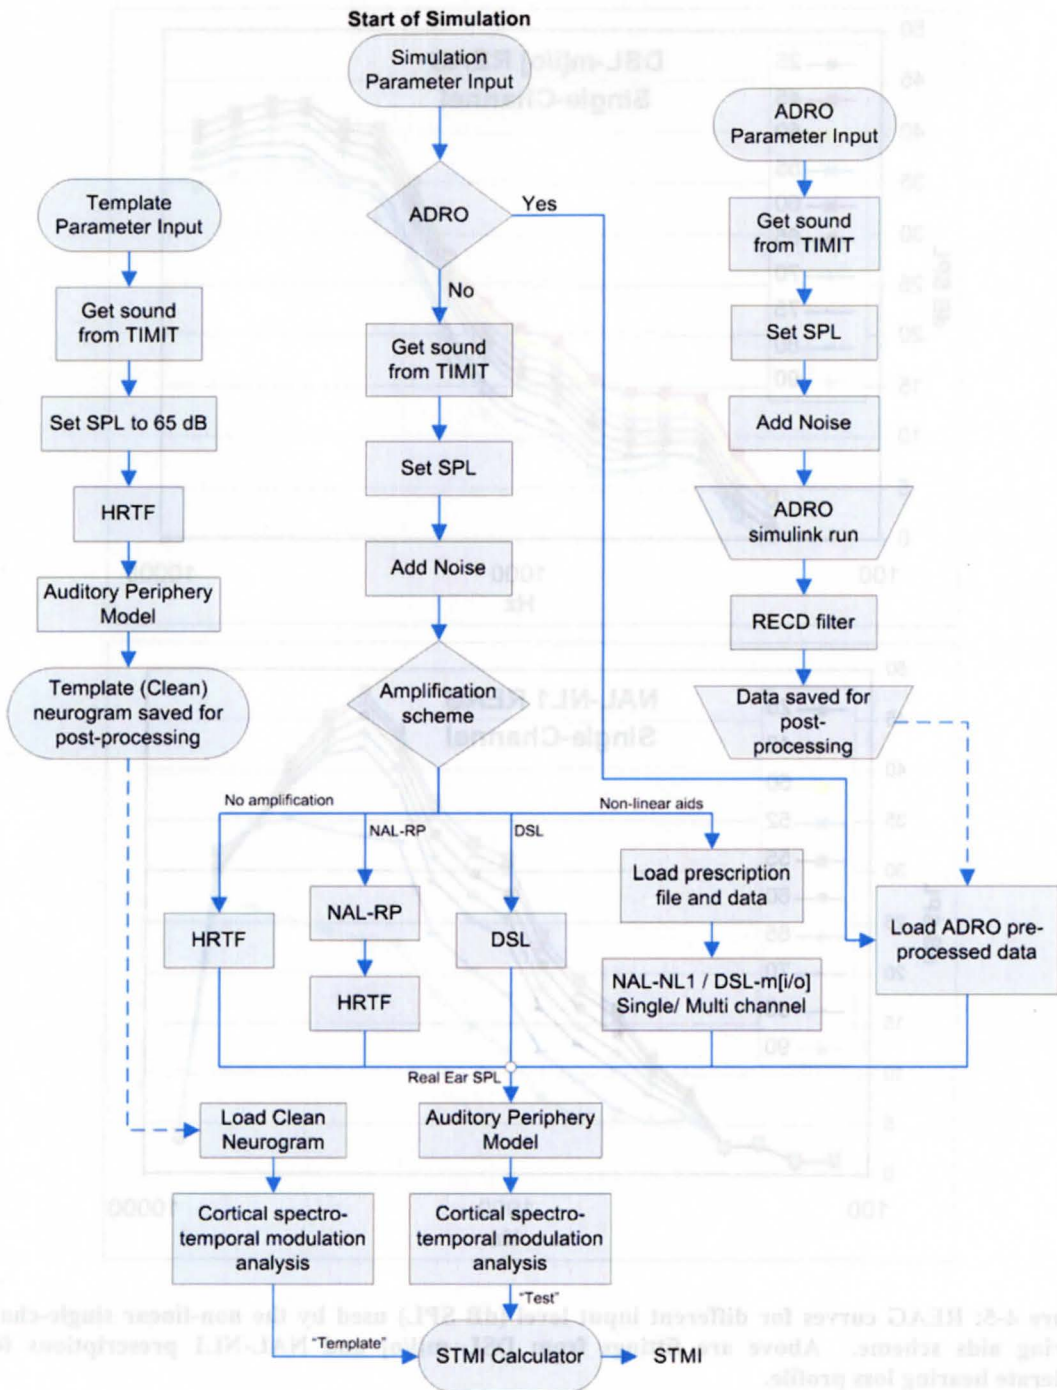 Start of Simulation
Simulation
Parameter Input
ADRO
Yes
No
Get sound
from TIMIT
Set SPL
Add Noise
Amplification
scheme
Template
Parameter Input
Get sound
from TIMIT
Set SPL to 65 dB
HRTF
Auditory Periphery
Model
Template (Clean)
neurogram saved for
post-processing
ADRO
Parameter Input
Get sound
from TIMIT
Set SPL
Add Noise
ADRO
simulink run
RECD filter
Data saved for
post-
processing
No amplification
NAL-RP
DSL
Non-linear aids
HRTF
NAL-RP
HRTF
DSL
Load prescription
file and data
NAL-NL1 / DSL-m[i/o]
Single/ Multi channel
Load ADRO pre-
processed data
Real Ear SPL
Load Clean
Neurogram
Auditory Periphery
Model
Cortical spectro-
temporal modulation
analysis
Cortical spectro-
temporal modulation
analysis
"Test"
"Template"
STMI Calculator
STMI